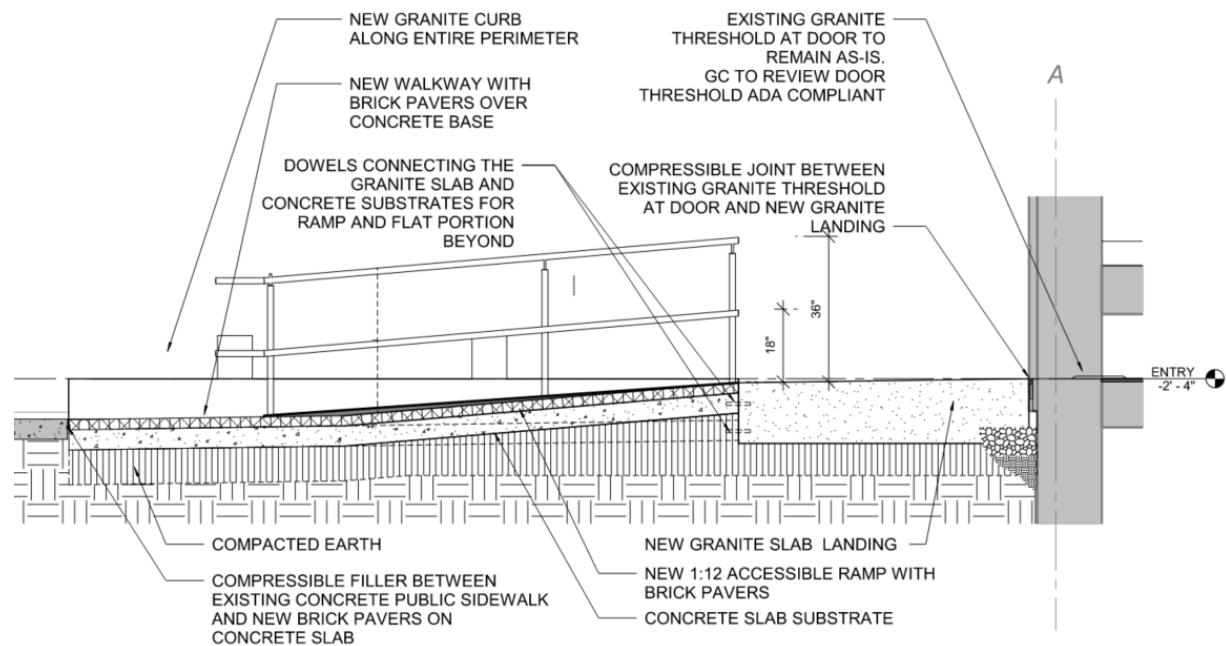 NEW GRANITE CURB
ALONG ENTIRE PERIMETER
NEW WALKWAY WITH
BRICK PAVERS OVER
CONCRETE BASE
DOWELS CONNECTING THE
GRANITE SLAB AND
CONCRETE SUBSTRATES FOR
RAMP AND FLAT PORTION
BEYOND
EXISTING GRANITE
THRESHOLD AT DOOR TO
REMAIN AS-IS.
GC TO REVIEW DOOR
THRESHOLD ADA COMPLIANT
A
COMPRESSIBLE JOINT BETWEEN
EXISTING GRANITE THRESHOLD
AT DOOR AND NEW GRANITE
LANDING
18"
36"
ENTRY
-2' - 4"
COMPACTED EARTH
COMPRESSIBLE FILLER BETWEEN
EXISTING CONCRETE PUBLIC SIDEWALK
AND NEW BRICK PAVERS ON
CONCRETE SLAB
NEW GRANITE SLAB LANDING
NEW 1:12 ACCESSIBLE RAMP WITH
BRICK PAVERS
CONCRETE SLAB SUBSTRATE